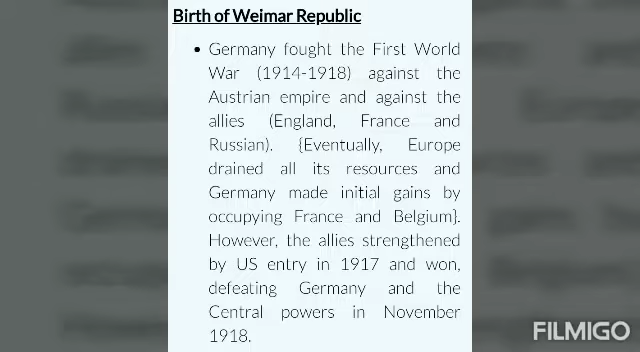 Birth of Weimar Republic
• Germany fought the First World
War (1914-1918) against the
Austrian empire and against the
allies (England, France and
Russian). {Eventually, Europe
drained all its resources and
Germany made initial gains by
occupying France and Belgium}.
However, the allies strengthened
by US entry in 1917 and won,
defeating Germany and the
Central powers in November
1918.
FILMIGO